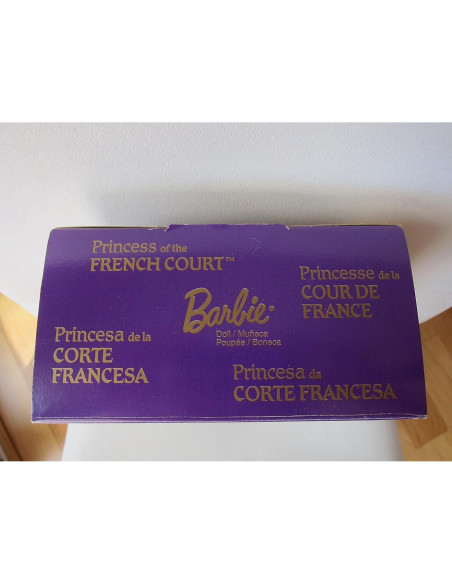 Princess of the
FRENCH COURT™
Princesse de la
COUR DE
FRANCE
Barbie®
Doll / Muñeca
Poupée / Boneca
Princesa de la
CORTE
FRANCESA
Princesa da
CORTE FRANCESA